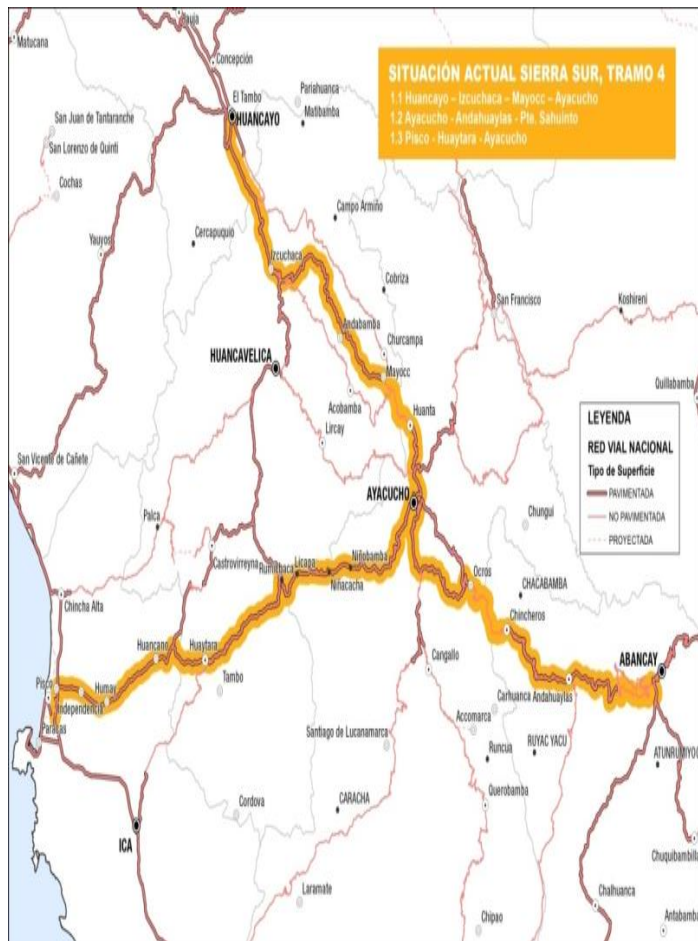 Jauja
Matucana
Concepción
SITUACIÓN ACTUAL SIERRA SUR, TRAMO 4
1.1 Huancayo – Izcuchaca – Mayocc – Ayacucho
1.2 Ayacucho - Andahuaylas - Pte. Sahuinto
1.3 Pisco - Huaytara - Ayacucho
El Tambo
HUANCAYO
Pariahuanca
Matibamba
San Juan de Tantaranche
San Lorenzo de Quinti
Cochas
Campo Armiño
Cercapuquio
Yauyos
Izcuchaca
Cobriza
San Francisco
Koshireni
Andabamba
Churcampa
HUANCAVELICA
Mayocc
Quillabamba
Acobamba
Huanta
Lircay
LEYENDA
RED VIAL NACIONAL
Tipo de Superficie
PAVIMENTADA
NO PAVIMENTADA
PROYECTADA
San Vicente de Cañete
AYACUCHO
Palca
Chungui
Castrovirreyna
Rumichaca
Licapa
Niñobamba
Ninacacha
Ocros
CHACABAMBA
Chincha Alta
Chincheros
Huancano
Huaytara
Cangallo
ABANCAY
Pisco
Humay
Tambo
Independencia
Carhuanca
Andahuaylas
Paracas
Accomarca
Santiago de Lucanamarca
Runcua
RUYAC YACU
ATUNRUMIYOC
Querobamba
Cordova
CARACHA
ICA
Chuquibambilla
Laramate
Chalhuanca
Chipao
Antabamba